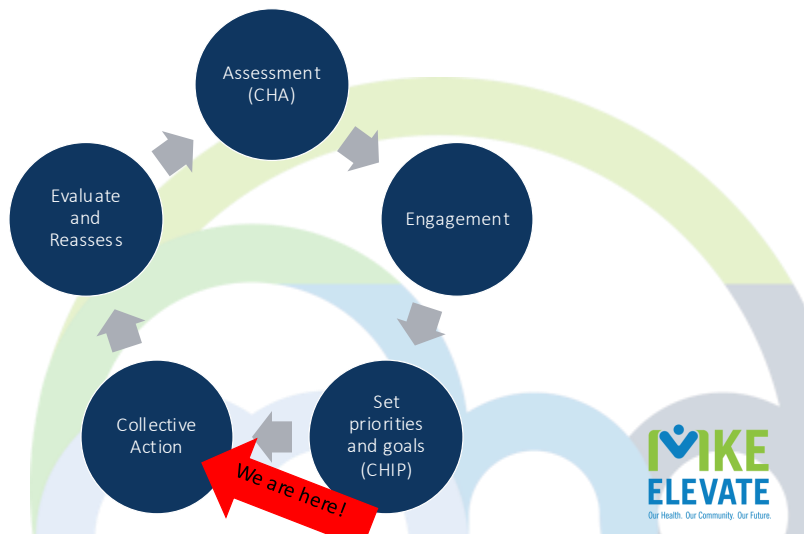 Assessment
(CHA)
Engagement
Set
priorities
and goals
(CHIP)
Collective
Action
Evaluate
and
Reassess
We are here!
MKE
ELEVATE
Our Health. Our Community. Our Future.